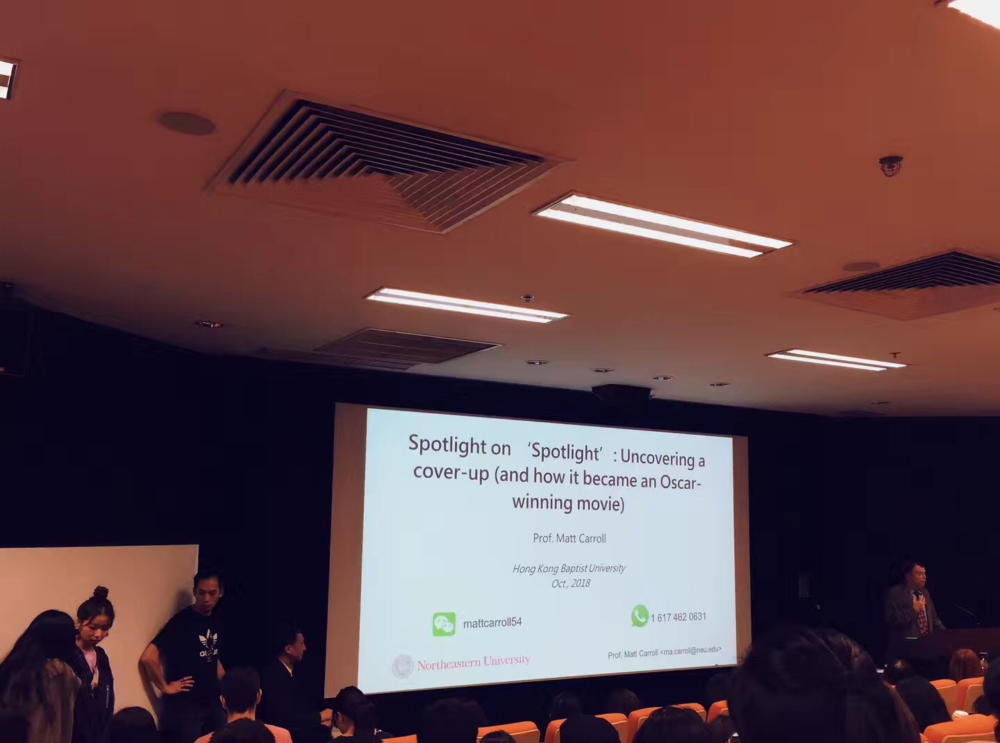 Spotlight on ‘Spotlight’: Uncovering a
cover-up (and how it became an Oscar-
winning movie)
Prof. Matt Carroll
Hong Kong Baptist University
Oct., 2018
mattcarroll54
1 617 462 0631
Northeastern University
Prof. Matt Carroll <ma.carroll@neu.edu>
adidas